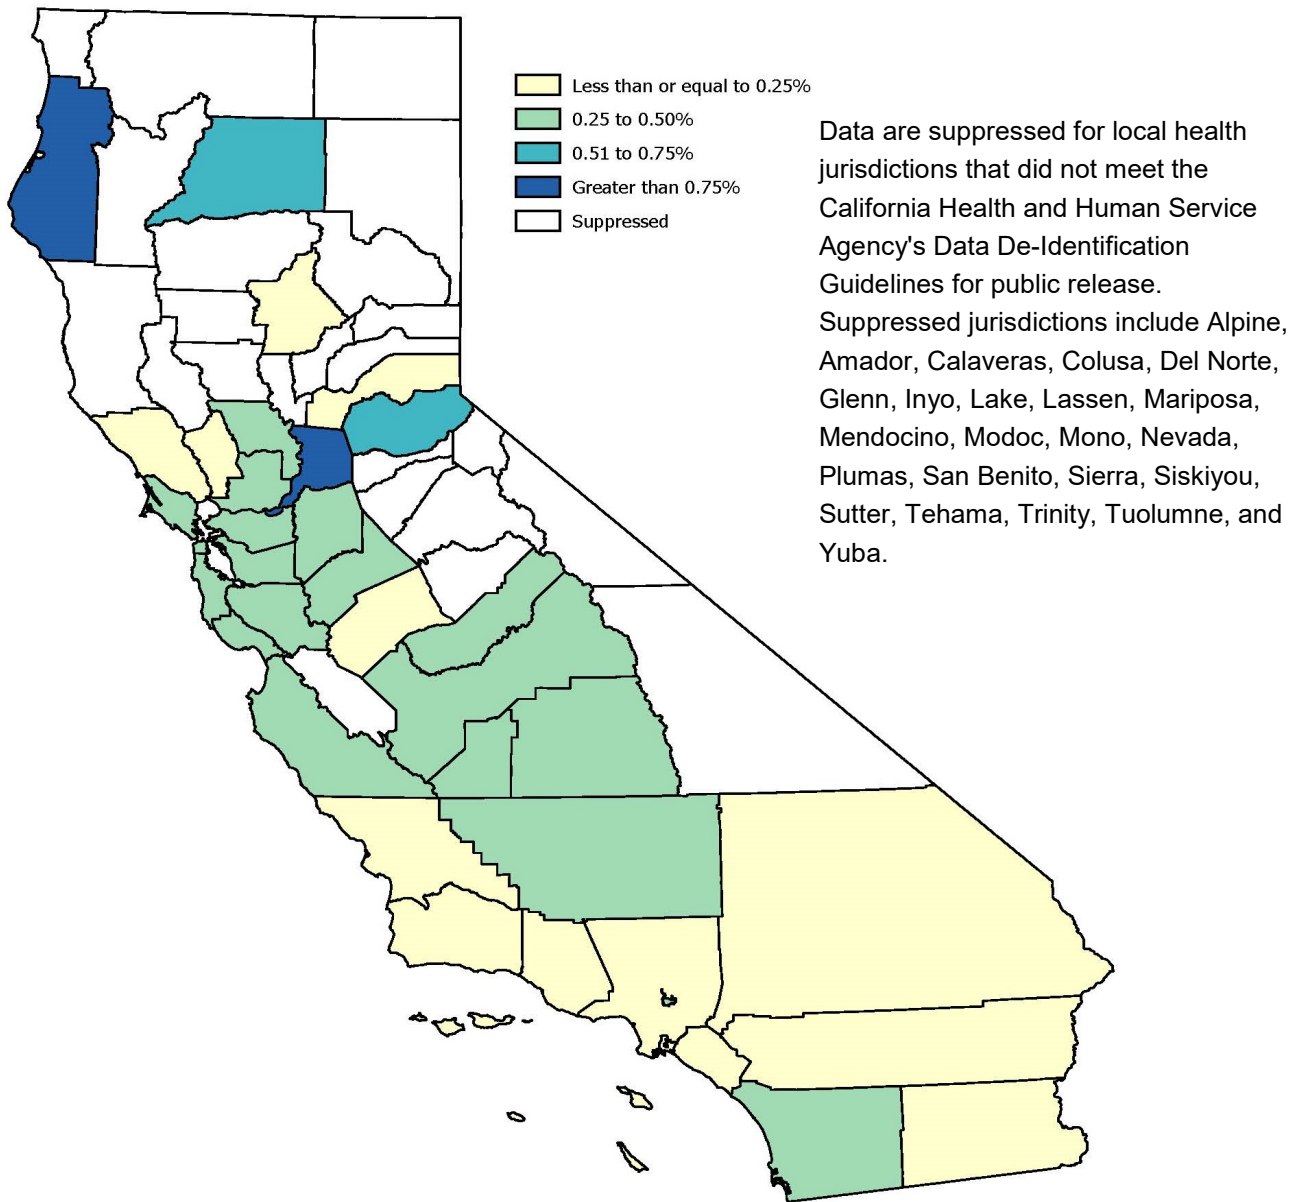 Less than or equal to 0.25%
0.25 to 0.50%
0.51 to 0.75%
Greater than 0.75%
Suppressed
Data are suppressed for local health
jurisdictions that did not meet the
California Health and Human Service
Agency's Data De-Identification
Guidelines for public release.
Suppressed jurisdictions include Alpine,
Amador, Calaveras, Colusa, Del Norte,
Glenn, Inyo, Lake, Lassen, Mariposa,
Mendocino, Modoc, Mono, Nevada,
Plumas, San Benito, Sierra, Siskiyou,
Sutter, Tehama, Trinity, Tuolumne, and
Yuba.